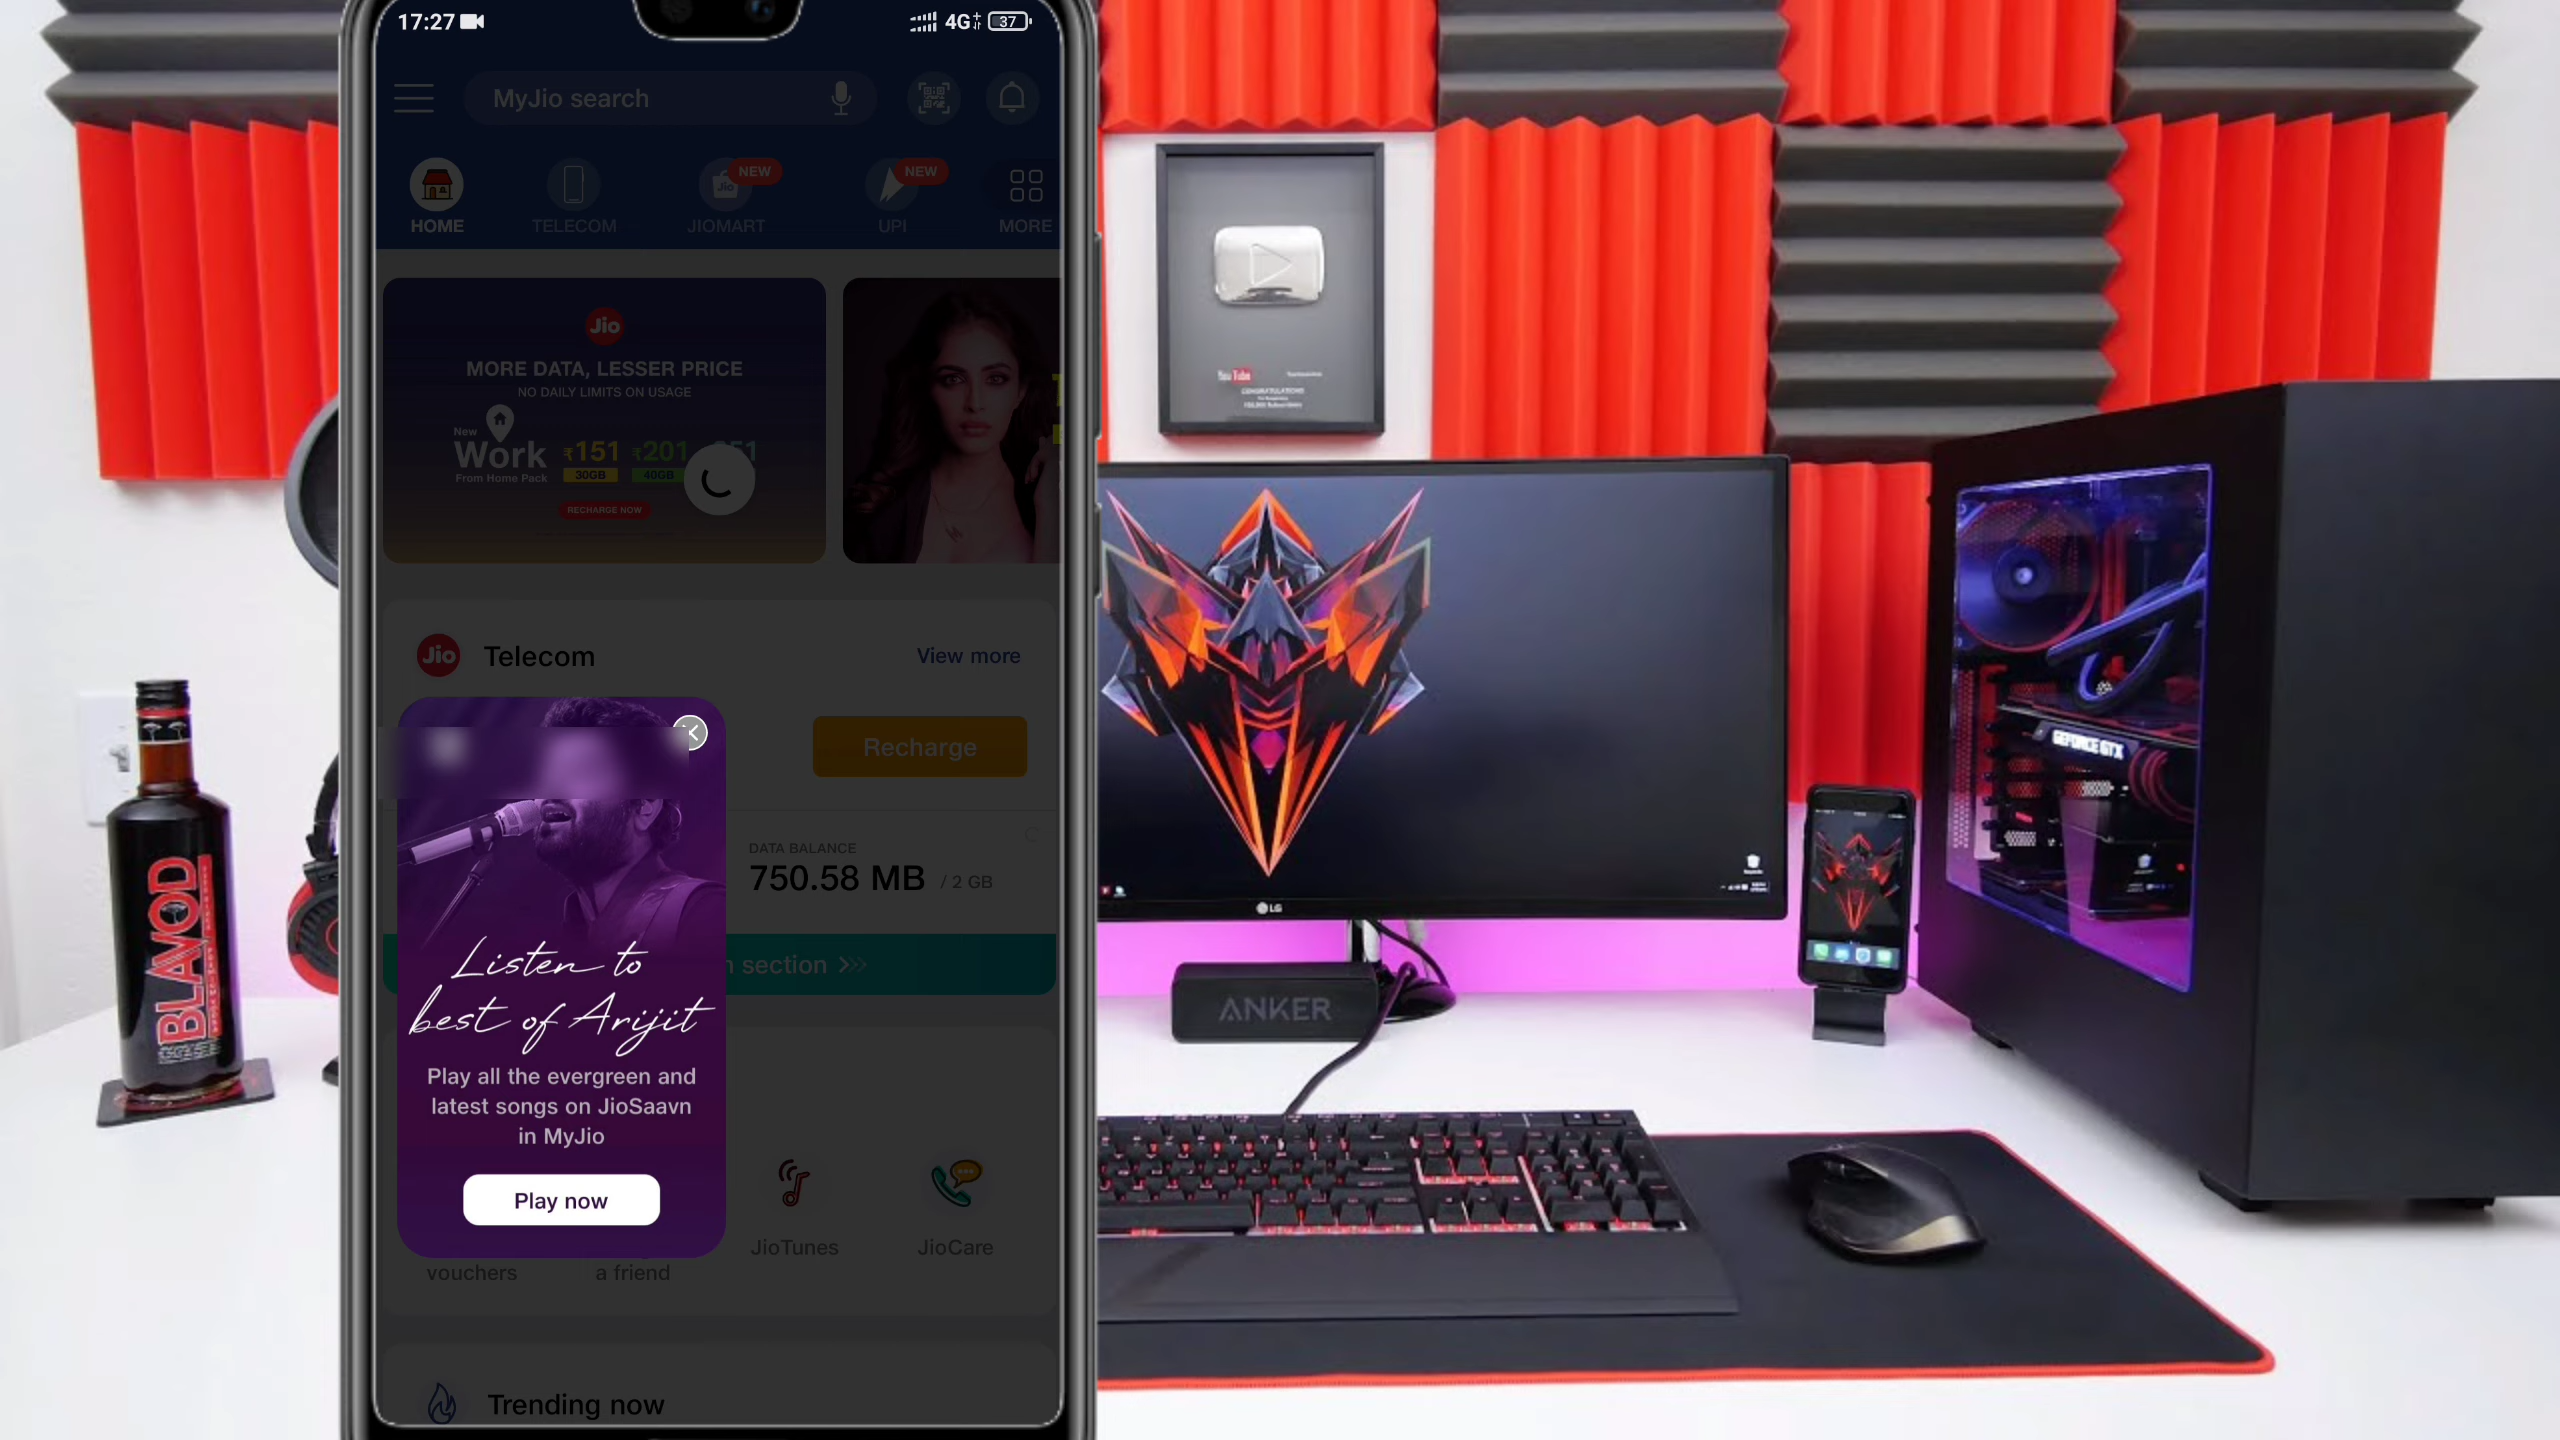 17:27
4G
37
MyJio search
HOME
TELECOM
Jio
NEW
JIOMART
NEW
UPI
MORE
Jio
MORE DATA, LESSER PRICE
NO DAILY LIMITS ON USAGE
New
Work
From Home Pack
₹151
30GB
₹201
40GB
51
RECHARGE NOW
Jio
Telecom
View more
Recharge
DATA BALANCE
750.58 MB / 2 GB
section
Listen to
best of Arijit
Play all the evergreen and
latest songs on JioSaavn
in MyJio
Play now
vouchers
a friend
JioTunes
JioCare
Trending now
BLAVOD
YouTube
CONGRATULATIONS
LG
ANKER
GEFORCE GTX